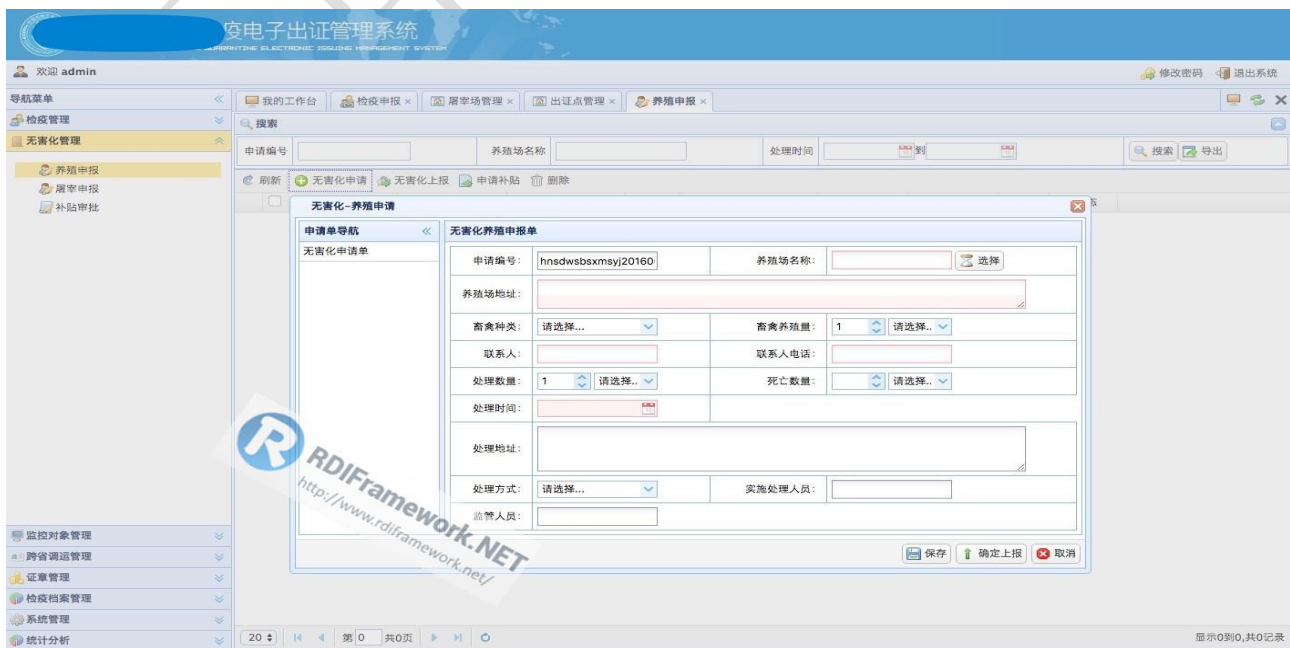 疫电子出证管理系统
欢迎 admin
修改密码 退出系统
导航菜单
我的工作台 检疫申报 × 屠宰场管理 × 出证点管理 × 养殖申报 ×
检疫管理
搜索
无害化管理
申请编号 养殖场名称 处理时间 到 搜索 导出
养殖申报
屠宰申报
补贴审批
刷新 无害化申请 无害化上报 申请补贴 删除
无害化-养殖申请
申请单导航
无害化养殖申报单
无害化申请单
申请编号: hnsdwsbsxmsyj20160 养殖场名称: 选择
养殖场地址:
畜禽种类: 请选择... 畜禽养殖量: 1 请选择..
联系人: 联系人电话:
处理数量: 1 请选择.. 死亡数量: 请选择..
处理时间:
处理地址:
处理方式: 请选择... 实施处理人员:
监管人员:
保存 确定上报 取消
RDIFramework.NET
http://www.rdiframework.net/
监控对象管理
跨省调运管理
证章管理
检疫档案管理
系统管理
统计分析
20 第 0 共0页
显示0到0,共0记录